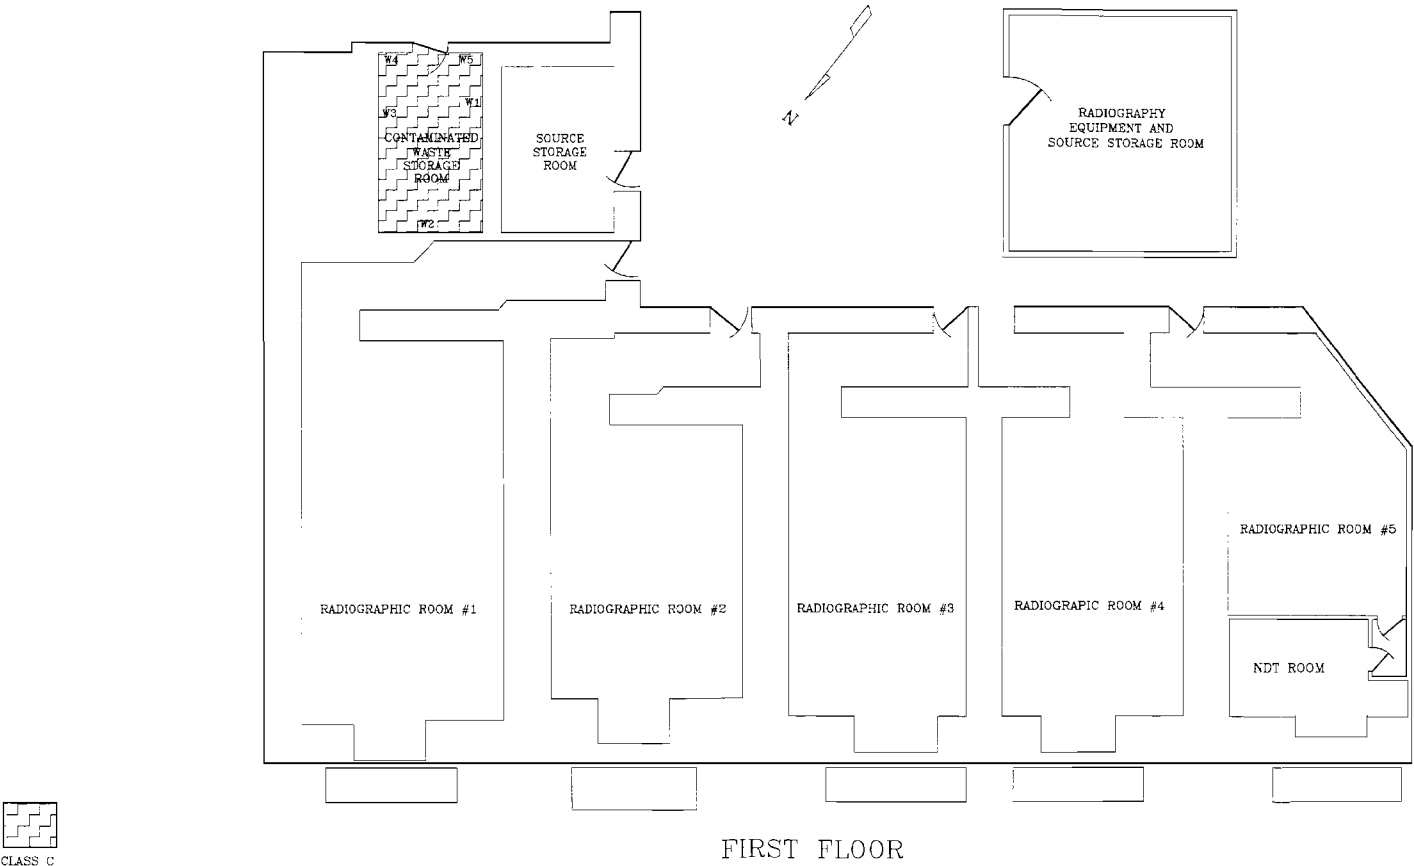 W4
W5
W1
W3
CONTAMINATED
WASTE
STORAGE
ROOM
W2
SOURCE
STORAGE
ROOM
N
RADIOGRAPHY
EQUIPMENT AND
SOURCE STORAGE ROOM
RADIOGRAPHIC ROOM #5
RADIOGRAPHIC ROOM #1
RADIOGRAPHIC ROOM #2
RADIOGRAPHIC ROOM #3
RADIOGRAPIC ROOM #4
NDT ROOM
CLASS C
FIRST FLOOR